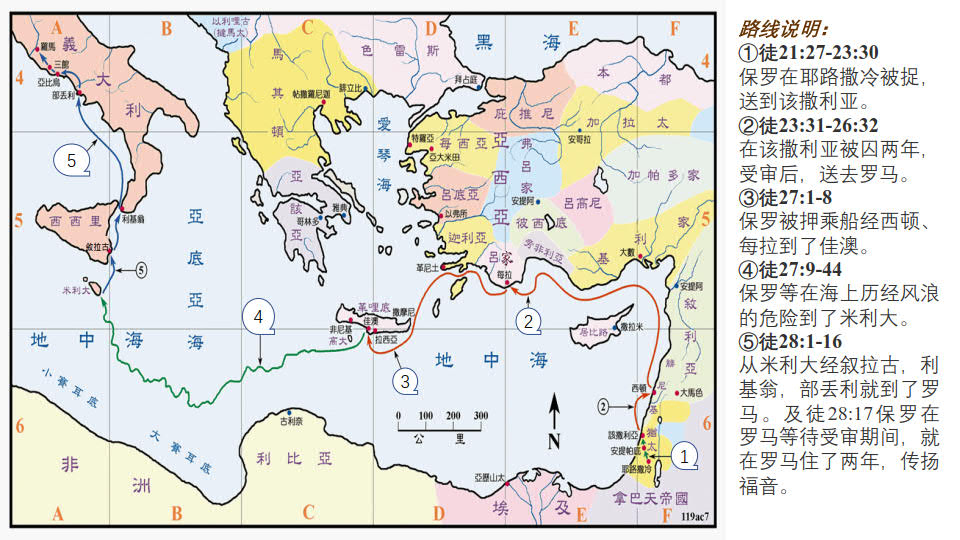 A
B
C
D
E
F
以利哩古
(撻馬太)
馬
其
頓
色雷斯
黑海
4
義
大
利
羅馬
三館
亞比烏
部丟利
帖撒羅尼迦
腓立比
拜占庭
本都
庇推尼
加拉太
愛
琴
海
特羅亞
每西亞
亞大米田
亞
西
亞
弗
呂
家
安哥拉
加帕多家
呂底亞
以弗所
安提阿
呂高尼
彼西底
迦利亞
旁非利亞
呂家
每拉
基
利
家
大數
安提阿
敘
利
亞
5
西西里
利基翁
敘拉古
米利大
亞
底
亞
海
亞
該
亞
雅典
哥林多
革尼土
革哩底
撒摩尼
佳澳
非尼基
高大
拉西亞
居比路
撒拉米
地中海
地中海
小賽耳底
大賽耳底
腓
尼
基
西頓
大馬色
該撒利亞
安提帕底
猶
太
耶路撒冷
拿巴天帝國
6
非
洲
利比亞
古利奈
亞歷山太
埃及
0 100 200 300
公里
N
①
②
②
③
④
⑤
⑤
119ac7
路线说明：
①徒21:27-23:30
保罗在耶路撒冷被捉，
送到该撒利亚。
②徒23:31-26:32
在该撒利亚被囚两年，
受审后，送去罗马。
③徒27:1-8
保罗被押乘船经西顿、
每拉到了佳澳。
④徒27:9-44
保罗等在海上历经风浪
的危险到了米利大。
⑤徒28:1-16
从米利大经叙拉古，利
基翁，部丢利就到了罗
马。及徒28:17保罗在
罗马等待受审期间，就
在罗马住了两年，传扬
福音。